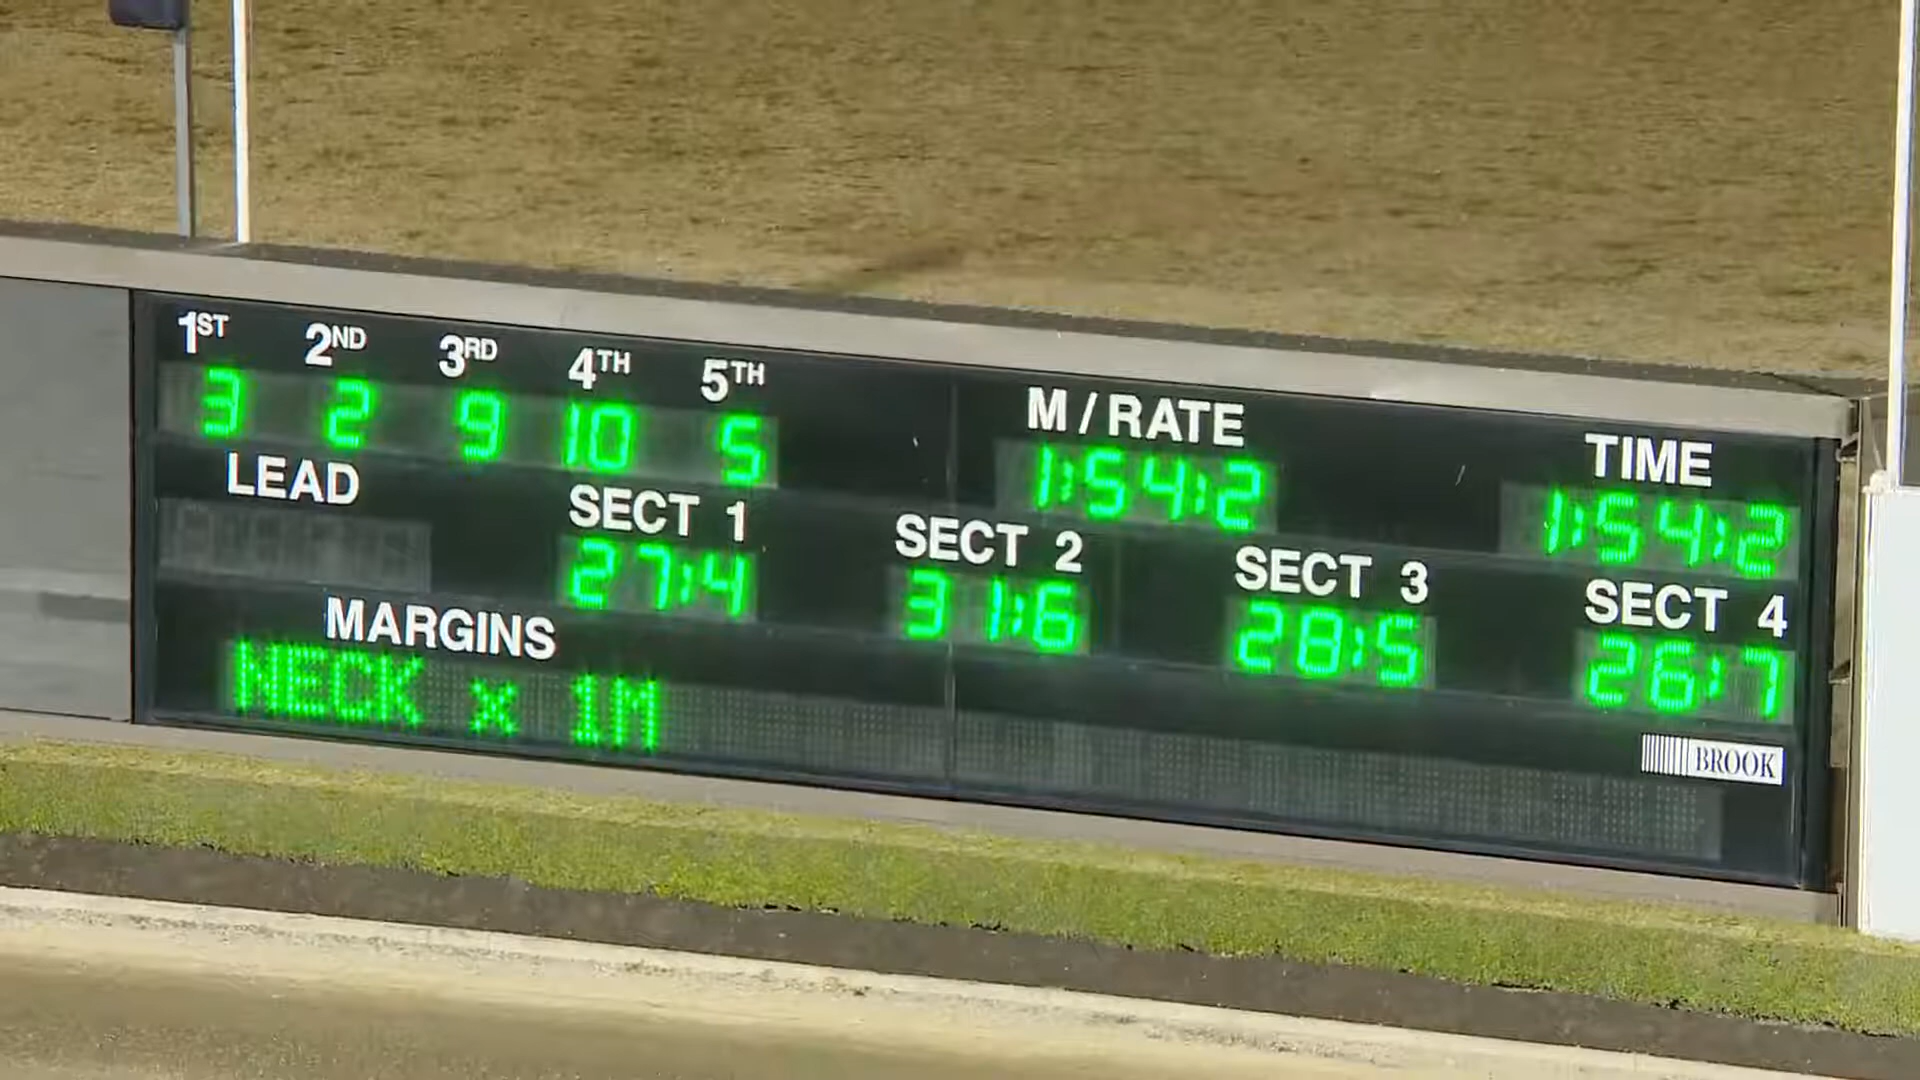 1ST 2ND 3RD 4TH 5TH M / RATE TIME
3 2 9 10 5 1:54:2 1:54:2
LEAD SECT 1 SECT 2 SECT 3 SECT 4
27:4 31:6 28:5 26:7
MARGINS
NECK x 1M
BROOK